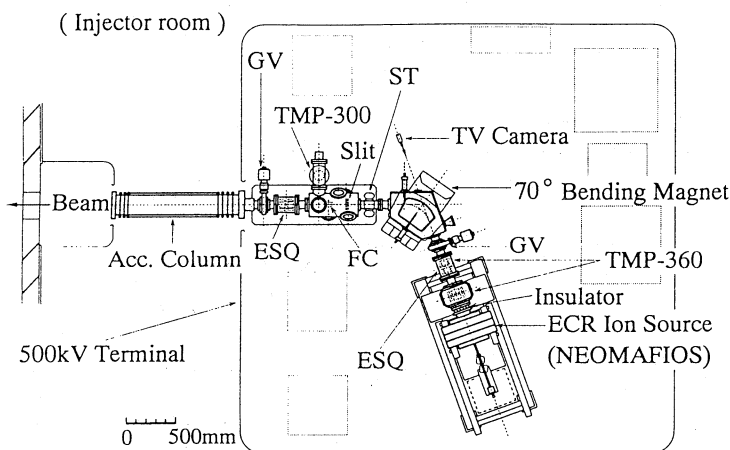 ( Injector room )
GV
ST
TMP-300
TV Camera
Slit
70° Bending Magnet
Beam
GV
ESQ
FC
Acc. Column
TMP-360
Insulator
ECR Ion Source
(NEOMAFIOS)
500kV Terminal
ESQ
0 500mm